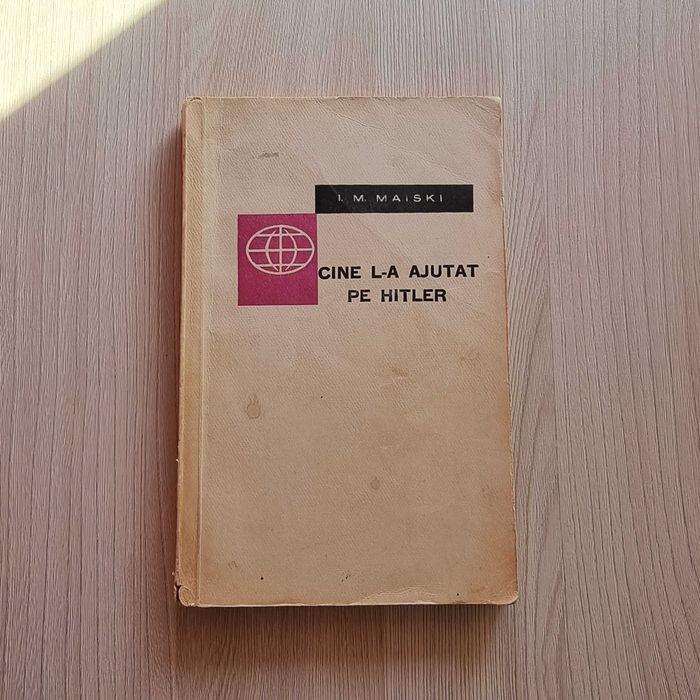 I. M. MAISKI
CINE L-A AJUTAT
PE HITLER